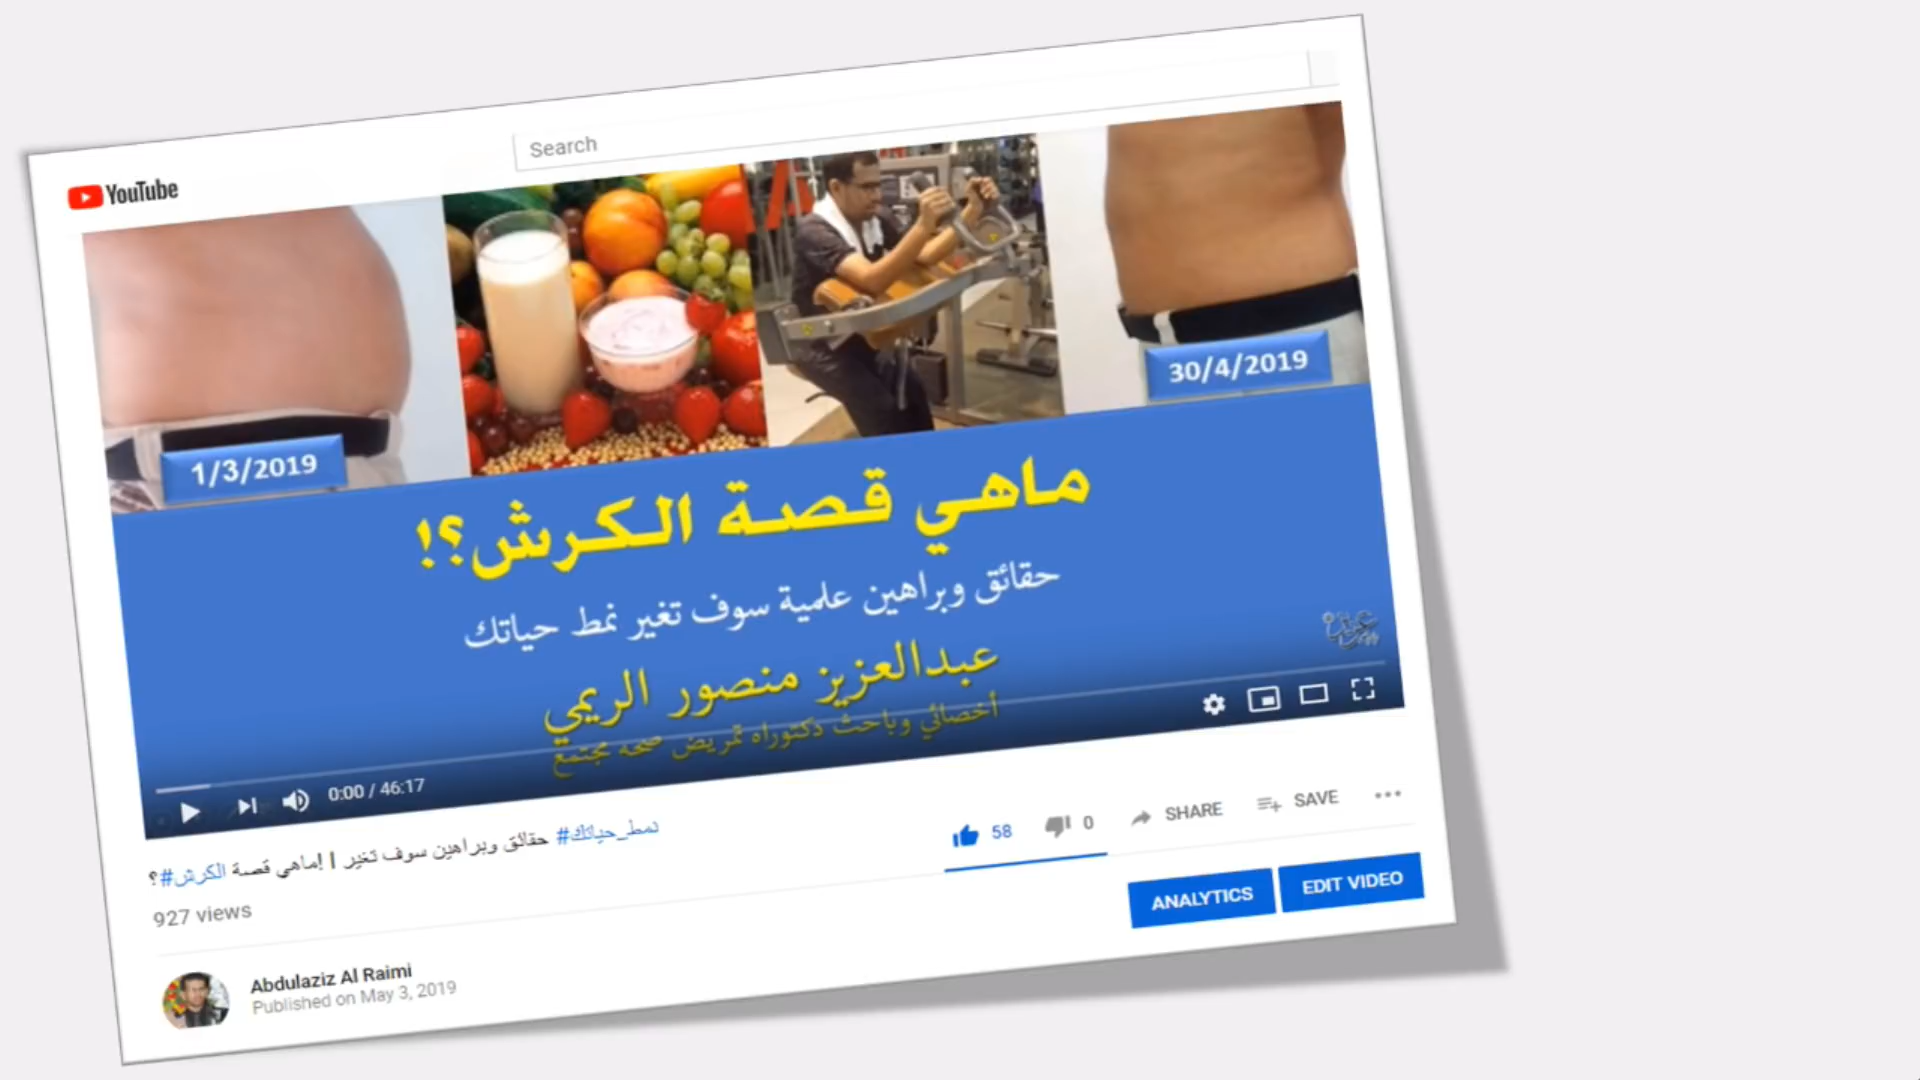 YouTube
Search
1/3/2019
30/4/2019
ماهي قصة الكرش؟!
حقائق وبراهين علمية سوف تغير نمط حياتك
عبدالعزيز منصور الريمي
أخصائي وباحث دكتوراه تمريض صحه مجتمع
0:00 / 46:17
ماهي قصة #الكرش؟! | حقائق وبراهين سوف تغير #نمط_حياتك
58
0
SHARE
SAVE
927 views
ANALYTICS
EDIT VIDEO
Abdulaziz Al Raimi
Published on May 3, 2019